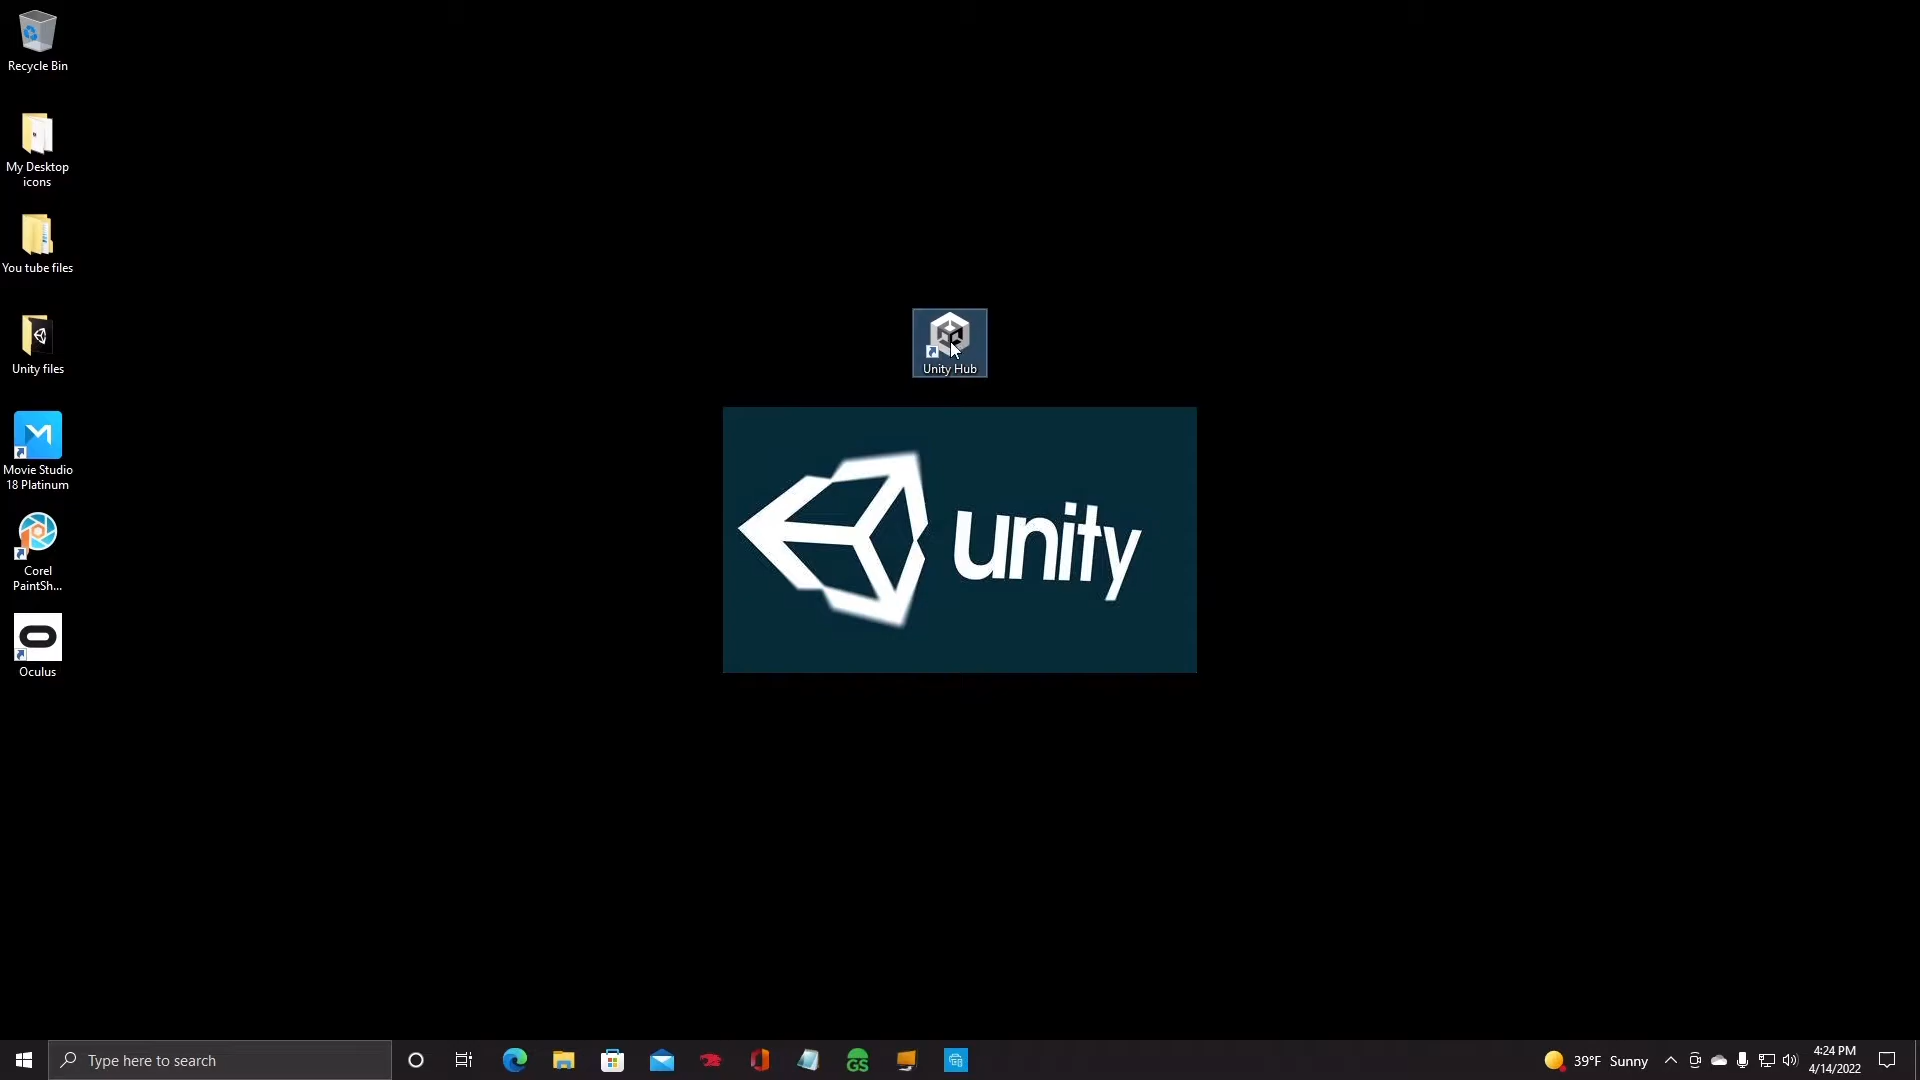 Recycle Bin
My Desktop
icons
You tube files
Unity files
Movie Studio
18 Platinum
Corel
PaintSh...
Oculus
Unity Hub
unity
Type here to search
GS
39°F Sunny
4:24 PM
4/14/2022